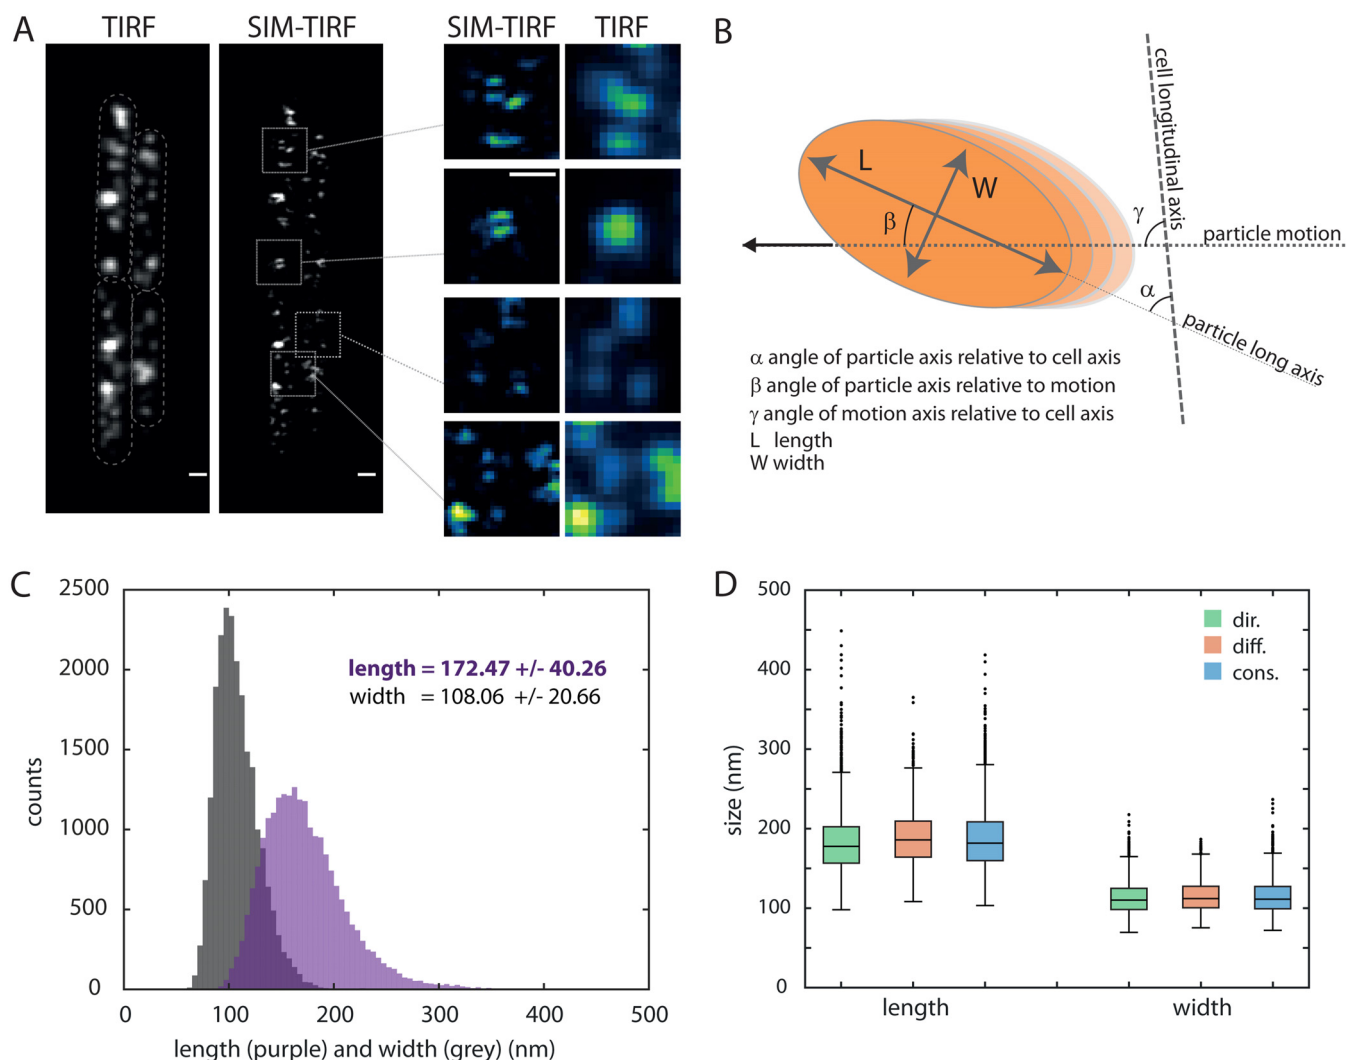 A
TIRF
SIM-TIRF
SIM-TIRF
TIRF
B
L
W
β
γ
α
cell longitudinal axis
particle motion
particle long axis
α angle of particle axis relative to cell axis
β angle of particle axis relative to motion
γ angle of motion axis relative to cell axis
L length
W width
C
2500
2000
1500
1000
500
0
counts
length = 172.47 +/- 40.26
width = 108.06 +/- 20.66
0 100 200 300 400 500
length (purple) and width (grey) (nm)
D
500
400
300
200
100
0
size (nm)
dir.
diff.
cons.
length width